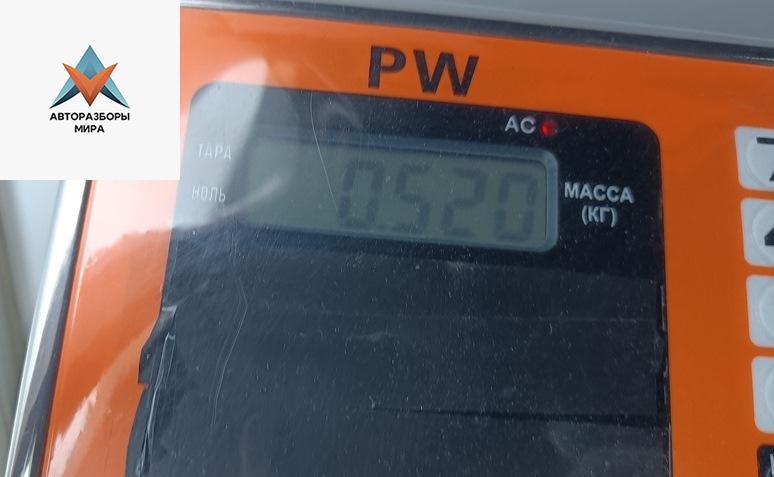 АВТОРАЗБОРЫ
МИРА
PW
AC
ТАРА
НОЛЬ
0.520
МАССА
(КГ)